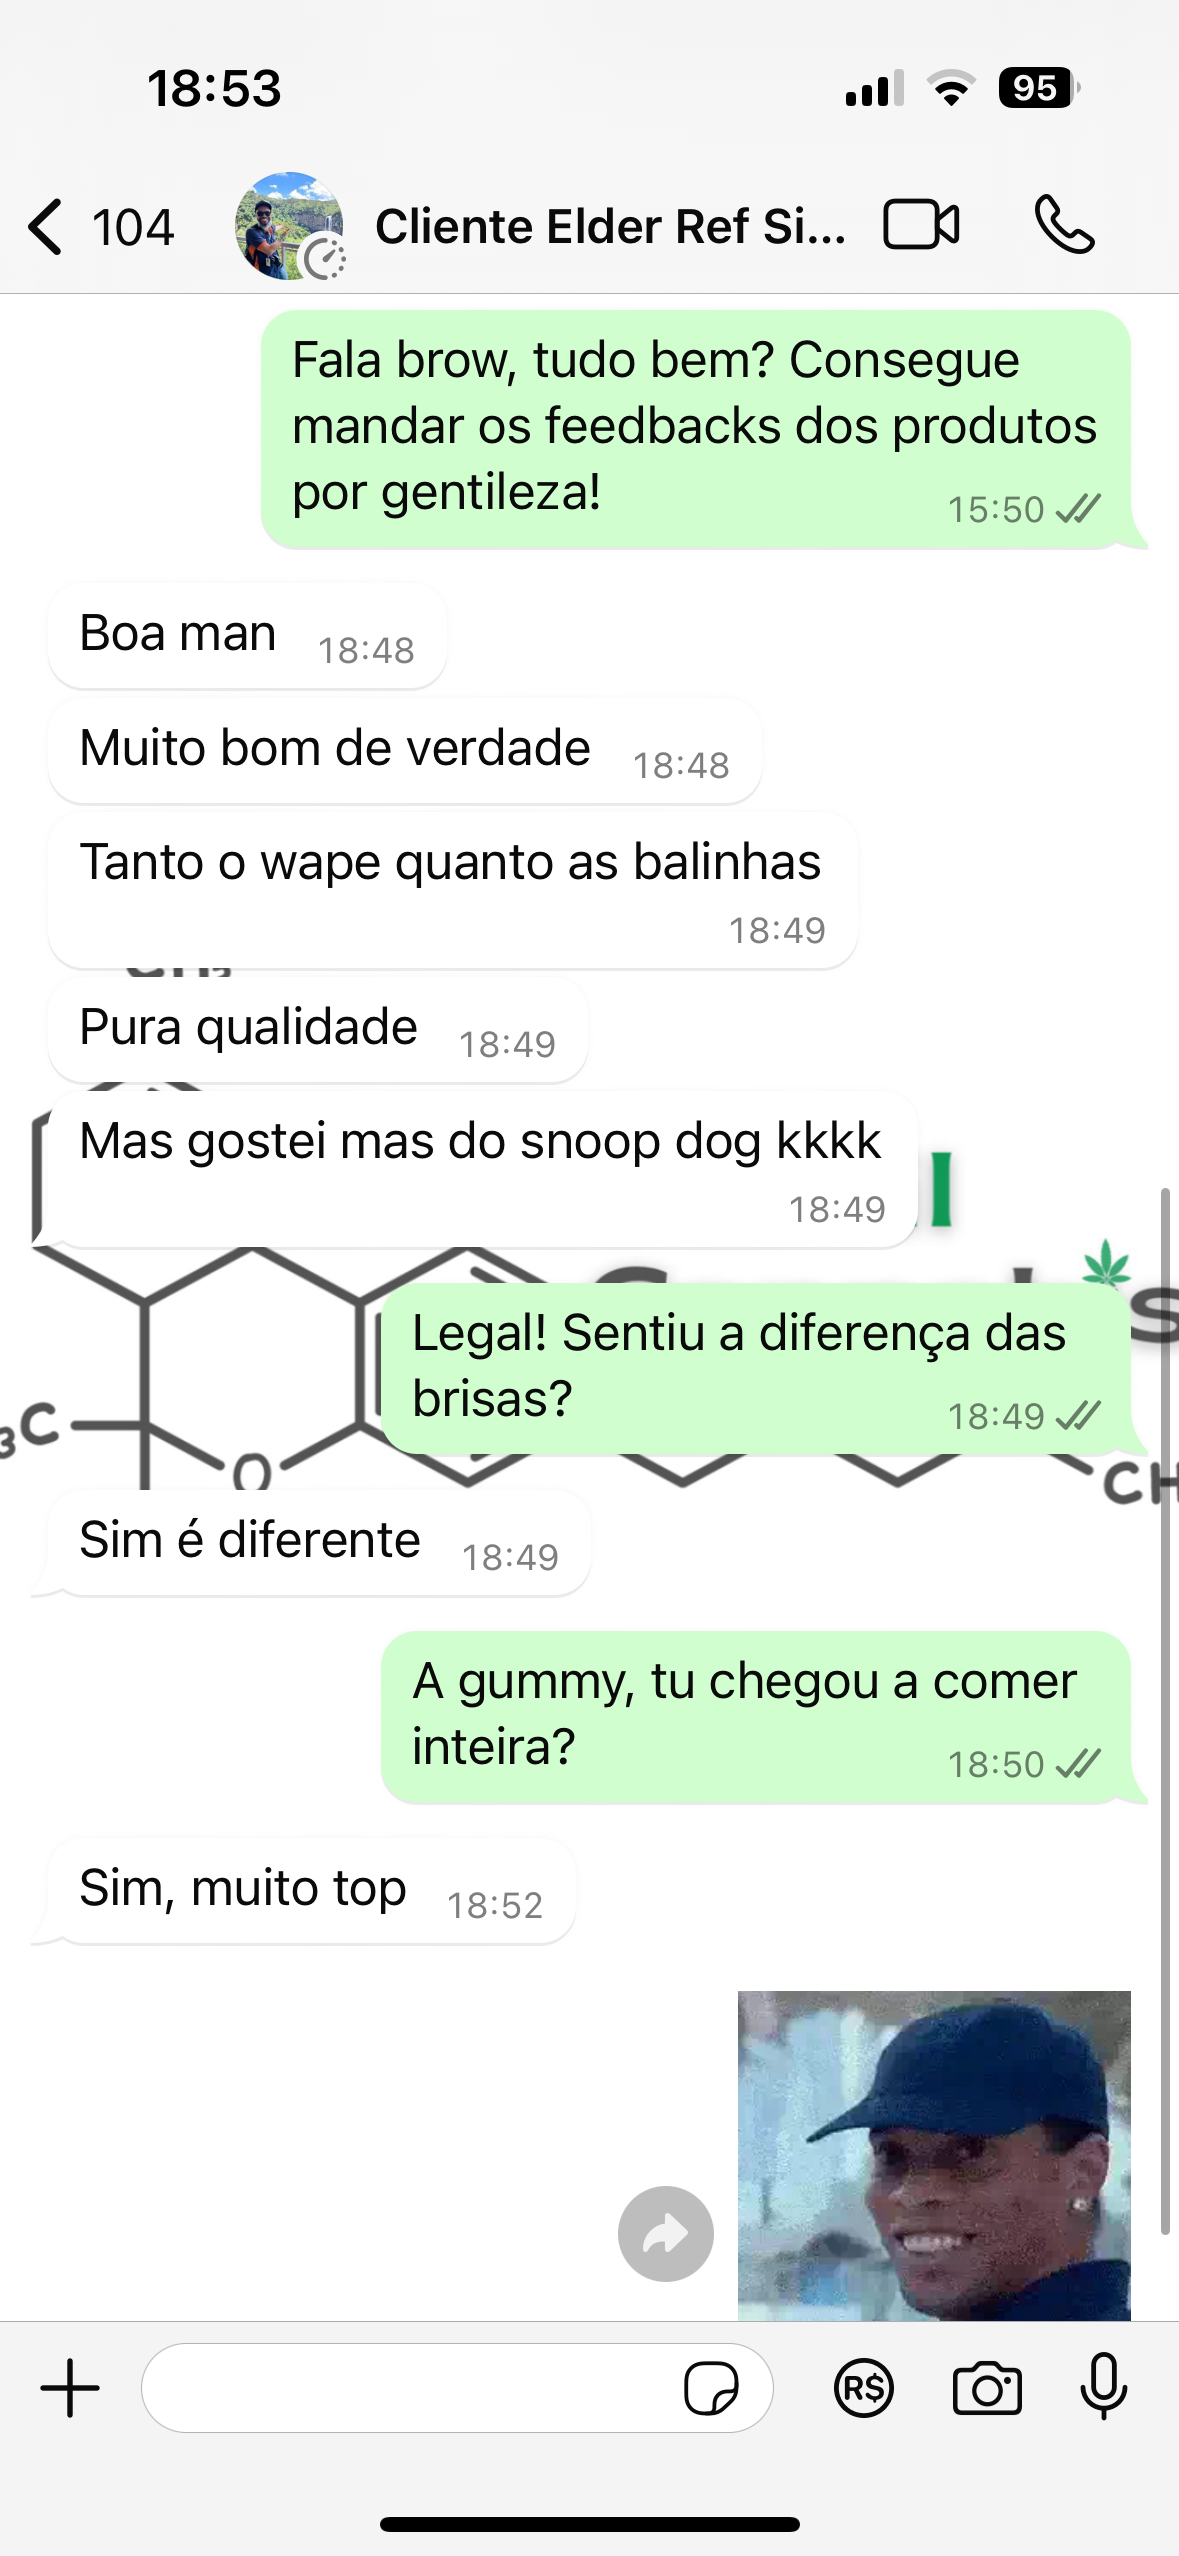 18:53
95
104
Cliente Elder Ref Si...
Fala brow, tudo bem? Consegue
mandar os feedbacks dos produtos
por gentileza!
15:50
Boa man
18:48
Muito bom de verdade
18:48
Tanto o wape quanto as balinhas
18:49
Pura qualidade
18:49
Mas gostei mas do snoop dog kkkk
18:49
Legal! Sentiu a diferença das
brisas?
18:49
₃C
O
CH
Sim é diferente
18:49
A gummy, tu chegou a comer
inteira?
18:50
Sim, muito top
18:52
R$